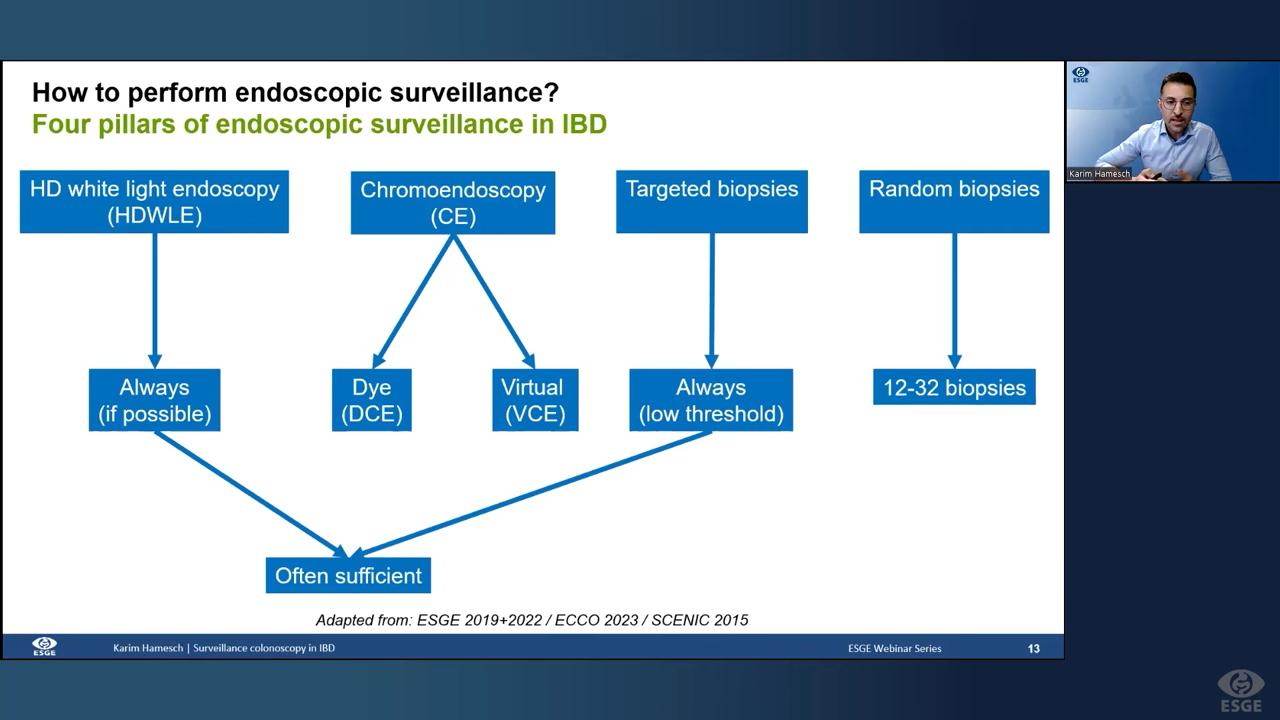 How to perform endoscopic surveillance?
Four pillars of endoscopic surveillance in IBD
HD white light endoscopy
(HDWLE)
Chromoendoscopy
(CE)
Targeted biopsies
Random biopsies
Always
(if possible)
Dye
(DCE)
Virtual
(VCE)
Always
(low threshold)
12-32 biopsies
Often sufficient
Adapted from: ESGE 2019+2022 / ECCO 2023 / SCENIC 2015
ESGE
Karim Hamesch | Surveillance colonoscopy in IBD
ESGE Webinar Series
13
ESGE
Karim Hamesch
ESGE